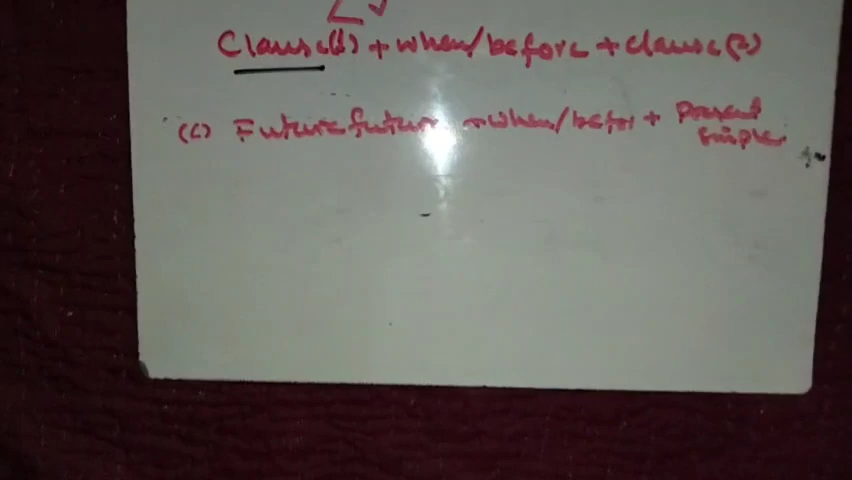 Clause(1) + when/before + clause(2)
(c) Future future + when/befor + Present
Simple